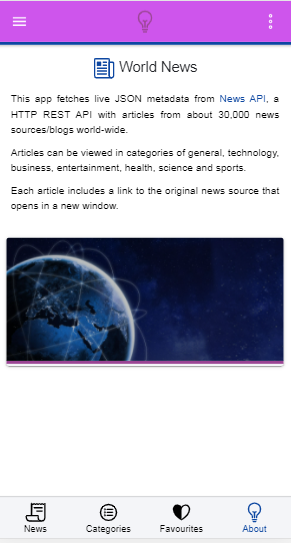 World News
This app fetches live JSON metadata from News API, a
HTTP REST API with articles from about 30,000 news
sources/blogs world-wide.
Articles can be viewed in categories of general, technology,
business, entertainment, health, science and sports.
Each article includes a link to the original news source that
opens in a new window.
News Categories Favourites About